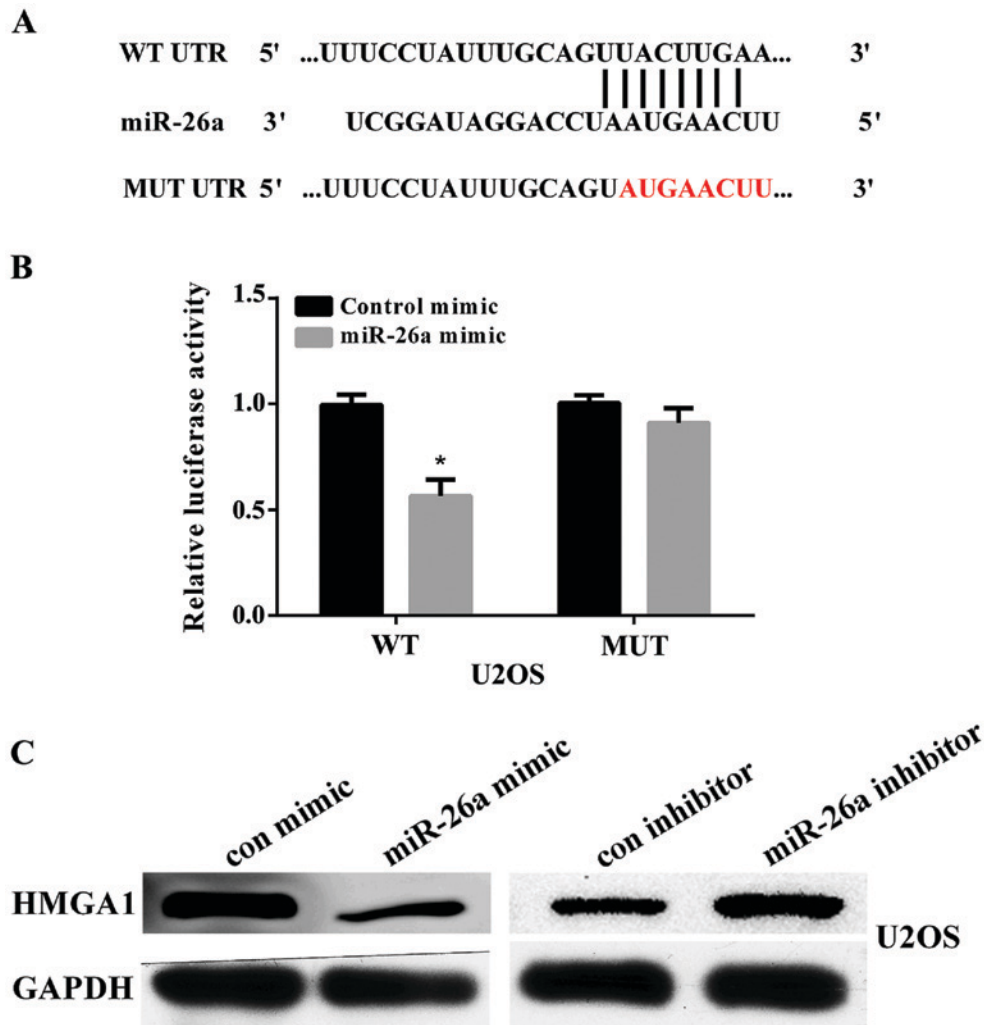 A
WT UTR 5' ...UUUCCUAUUUGCAGUUACUUGAA... 3'
miR-26a 3' UCGGAUAGGACCUAAUGAACUU 5'
MUT UTR 5' ...UUUCCUAUUUGCAGUAUGAACUU... 3'
B
Relative luciferase activity
1.5
1.0
0.5
0.0
Control mimic
miR-26a mimic
*
WT MUT
U2OS
C
con mimic miR-26a mimic con inhibitor miR-26a inhibitor
HMGA1
GAPDH
U2OS